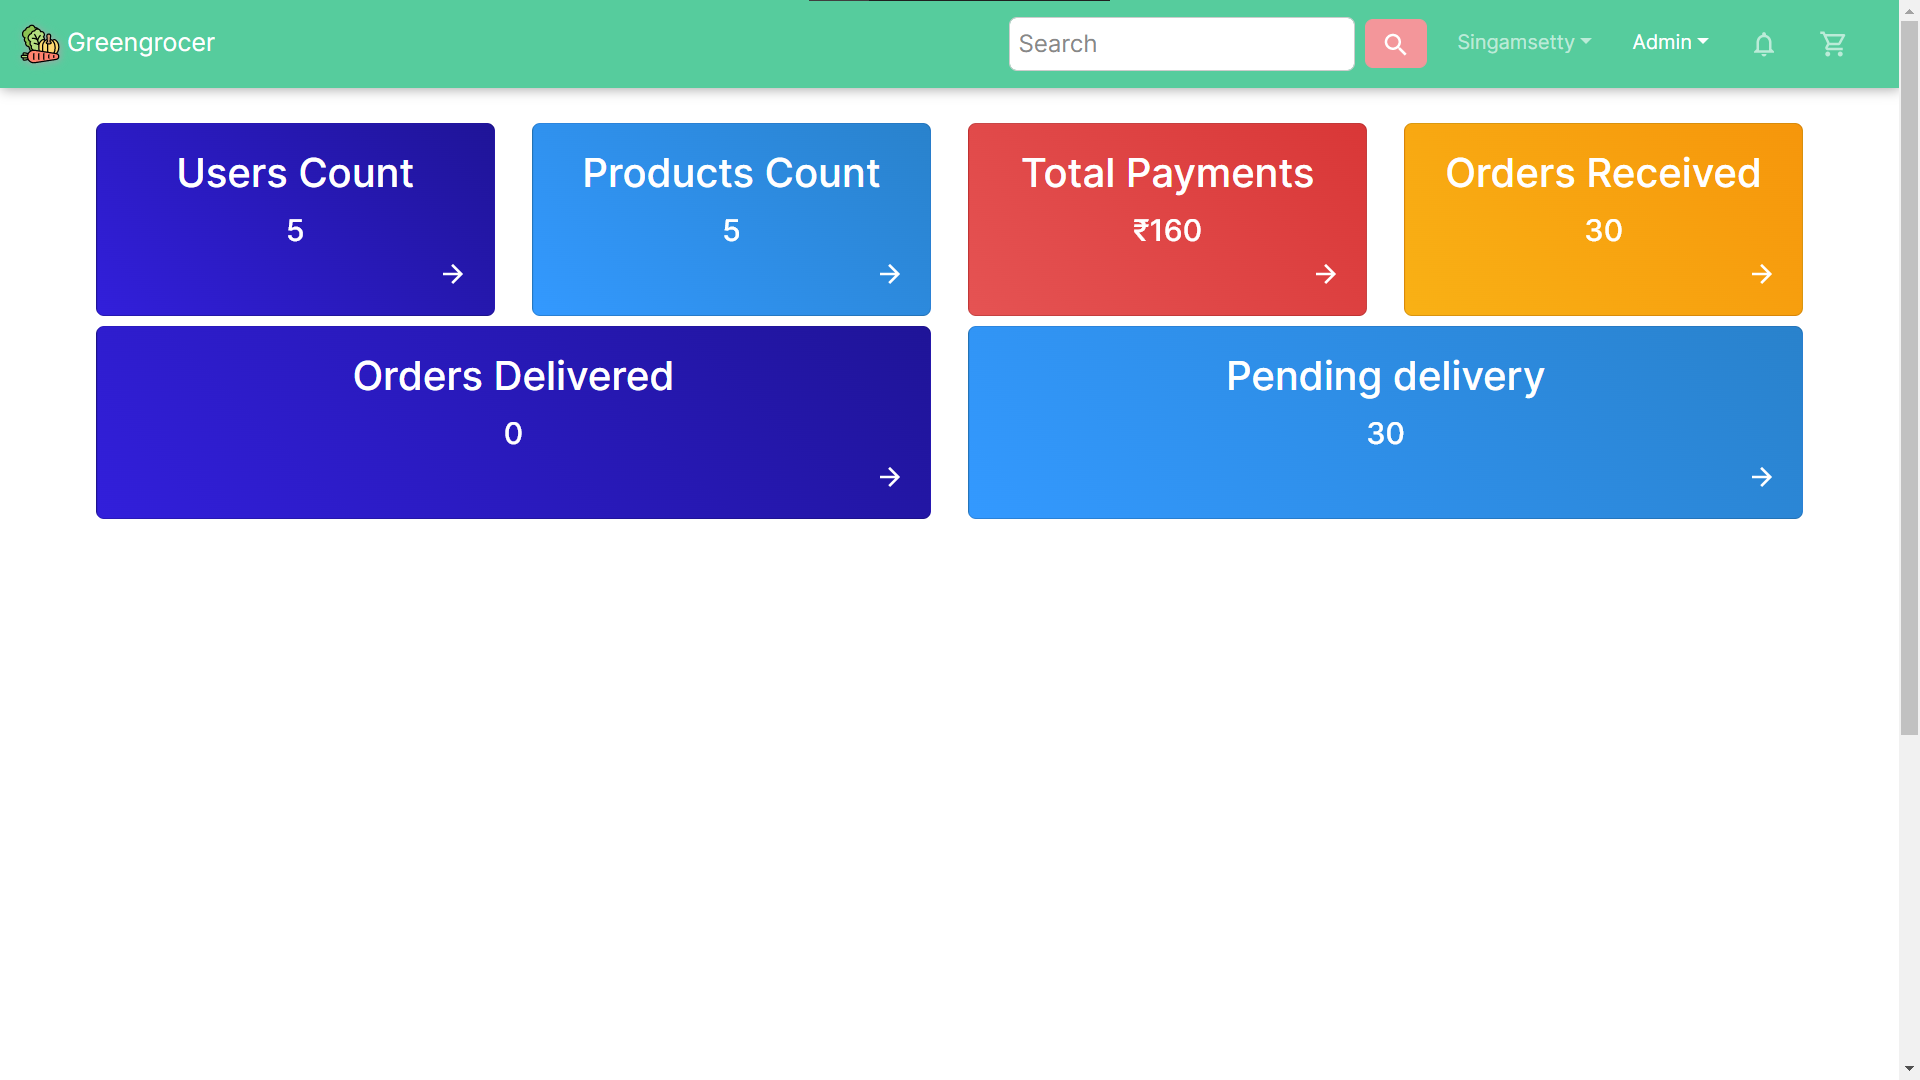 Greengrocer
Search
Singamsetty
Admin
Users Count
5
Products Count
5
Total Payments
₹160
Orders Received
30
Orders Delivered
0
Pending delivery
30